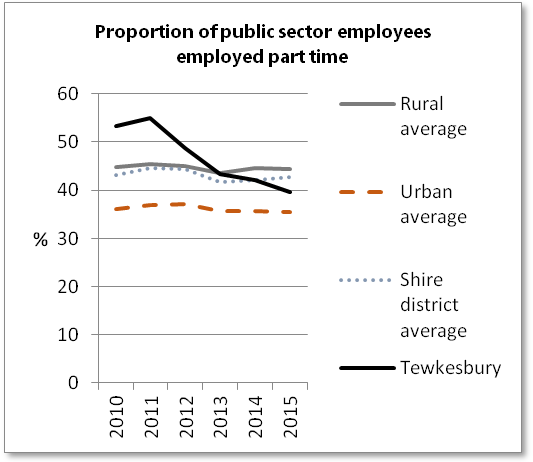 Proportion of public sector employees
employed part time
60
50
40
30
20
10
0
%
2010
2011
2012
2013
2014
2015
Rural
average
Urban
average
Shire
district
average
Tewkesbury